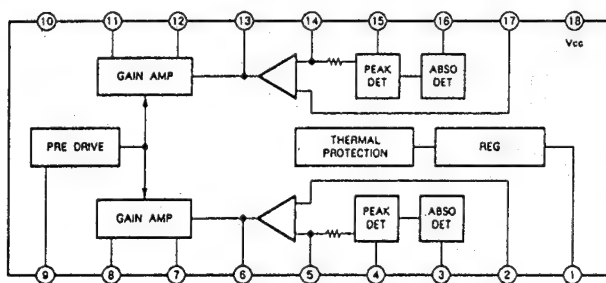 10 11 12 13 14 15 16 17 18
Vcc
GAIN AMP
PEAK DET
ABSO DET
PRE DRIVE
THERMAL PROTECTION
REG
GAIN AMP
PEAK DET
ABSO DET
9 8 7 6 5 4 3 2 1